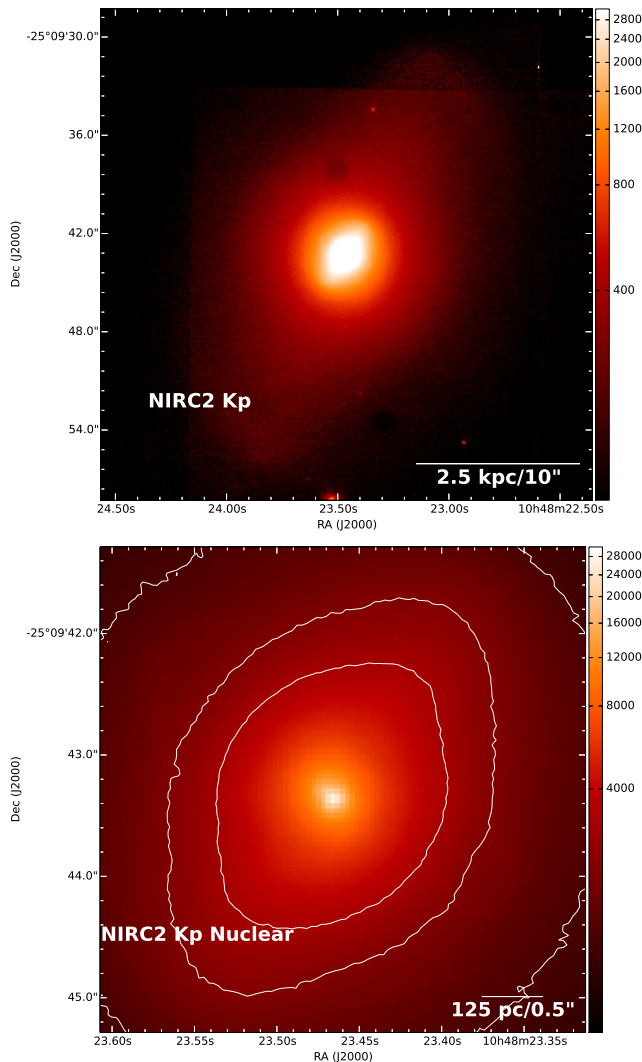 -25°09'30.0"
36.0"
42.0"
48.0"
54.0"
Dec (J2000)
NIRC2 Kp
2.5 kpc/10"
24.50s 24.00s 23.50s 23.00s 10h48m22.50s
RA (J2000)
2800
2400
2000
1600
1200
800
400
-25°09'42.0"
43.0"
44.0"
45.0"
Dec (J2000)
NIRC2 Kp Nuclear
125 pc/0.5"
23.60s 23.55s 23.50s 23.45s 23.40s 10h48m23.35s
RA (J2000)
28000
24000
20000
16000
12000
8000
4000